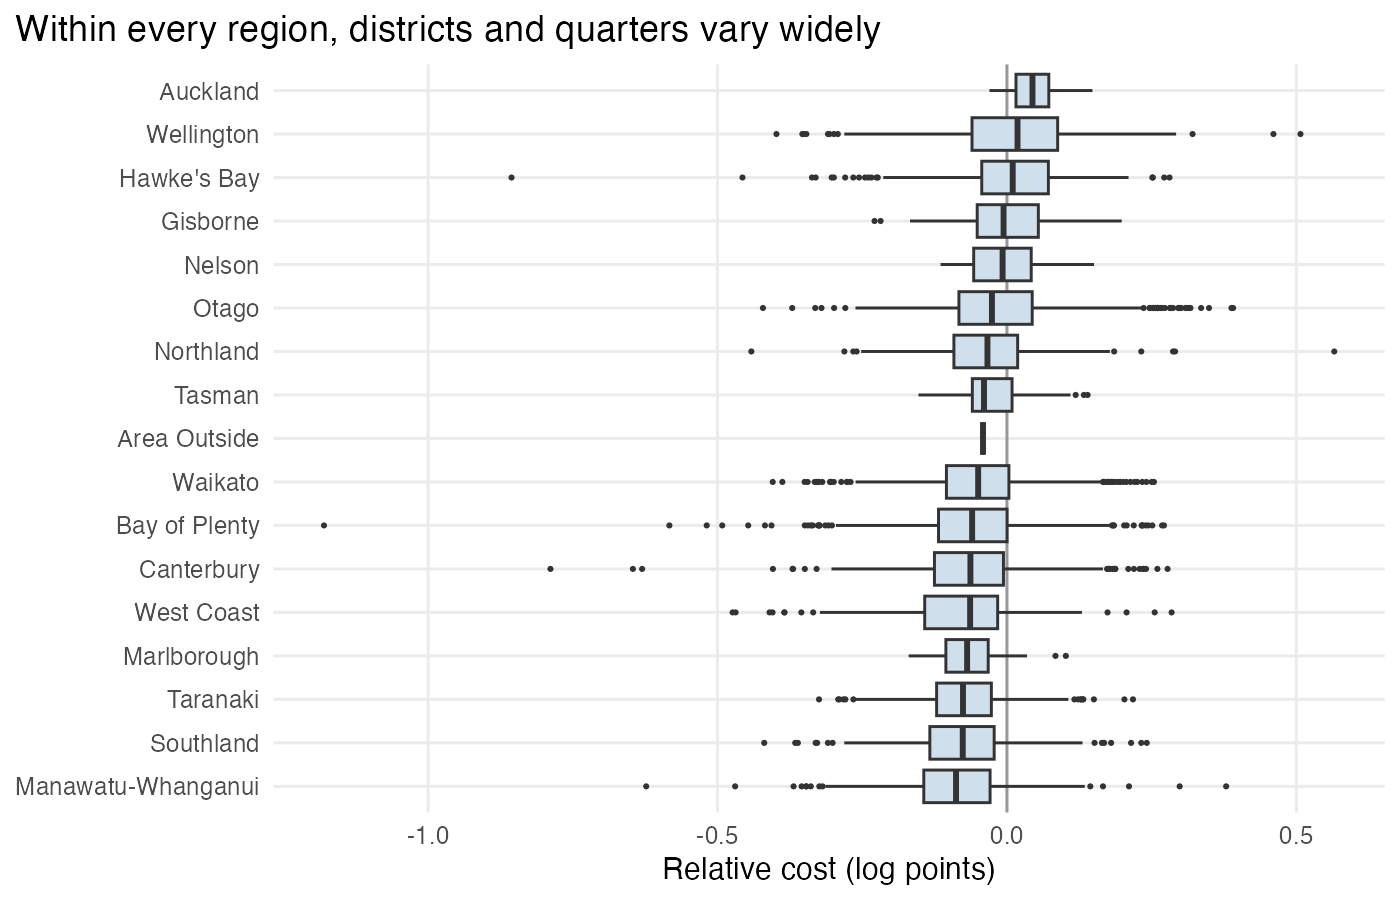 Within every region, districts and quarters vary widely
Auckland
Wellington
Hawke's Bay
Gisborne
Nelson
Otago
Northland
Tasman
Area Outside
Waikato
Bay of Plenty
Canterbury
West Coast
Marlborough
Taranaki
Southland
Manawatu-Whanganui
-1.0 -0.5 0.0 0.5
Relative cost (log points)